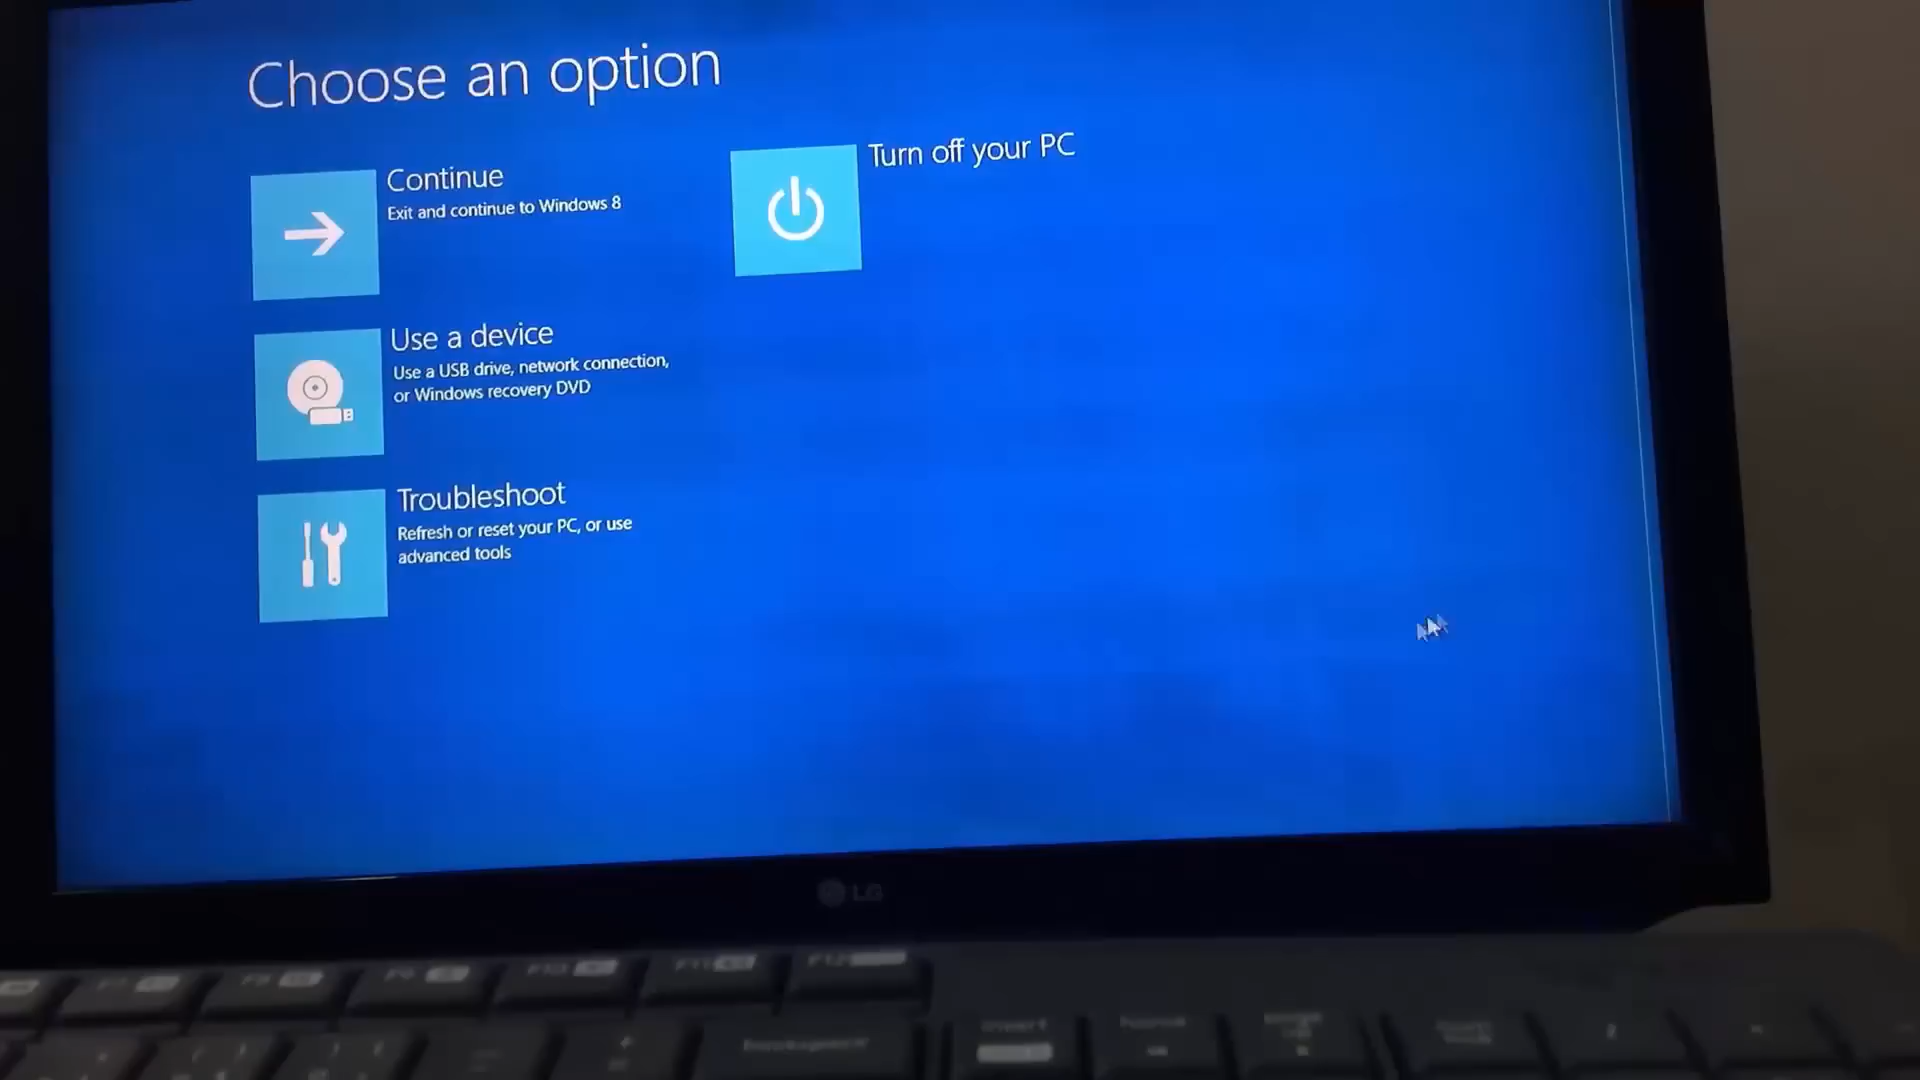 Choose an option
Continue
Exit and continue to Windows 8
Turn off your PC
Use a device
Use a USB drive, network connection,
or Windows recovery DVD
Troubleshoot
Refresh or reset your PC, or use
advanced tools
LG
F12